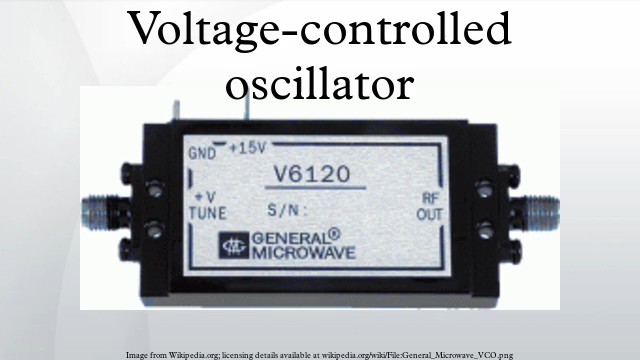 Voltage-controlled
oscillator
GND +15V
V6120
+V
TUNE
S/N:
RF
OUT
GENERAL®
MICROWAVE
Image from Wikipedia.org; licensing details available at wikipedia.org/wiki/File:General_Microwave_VCO.png